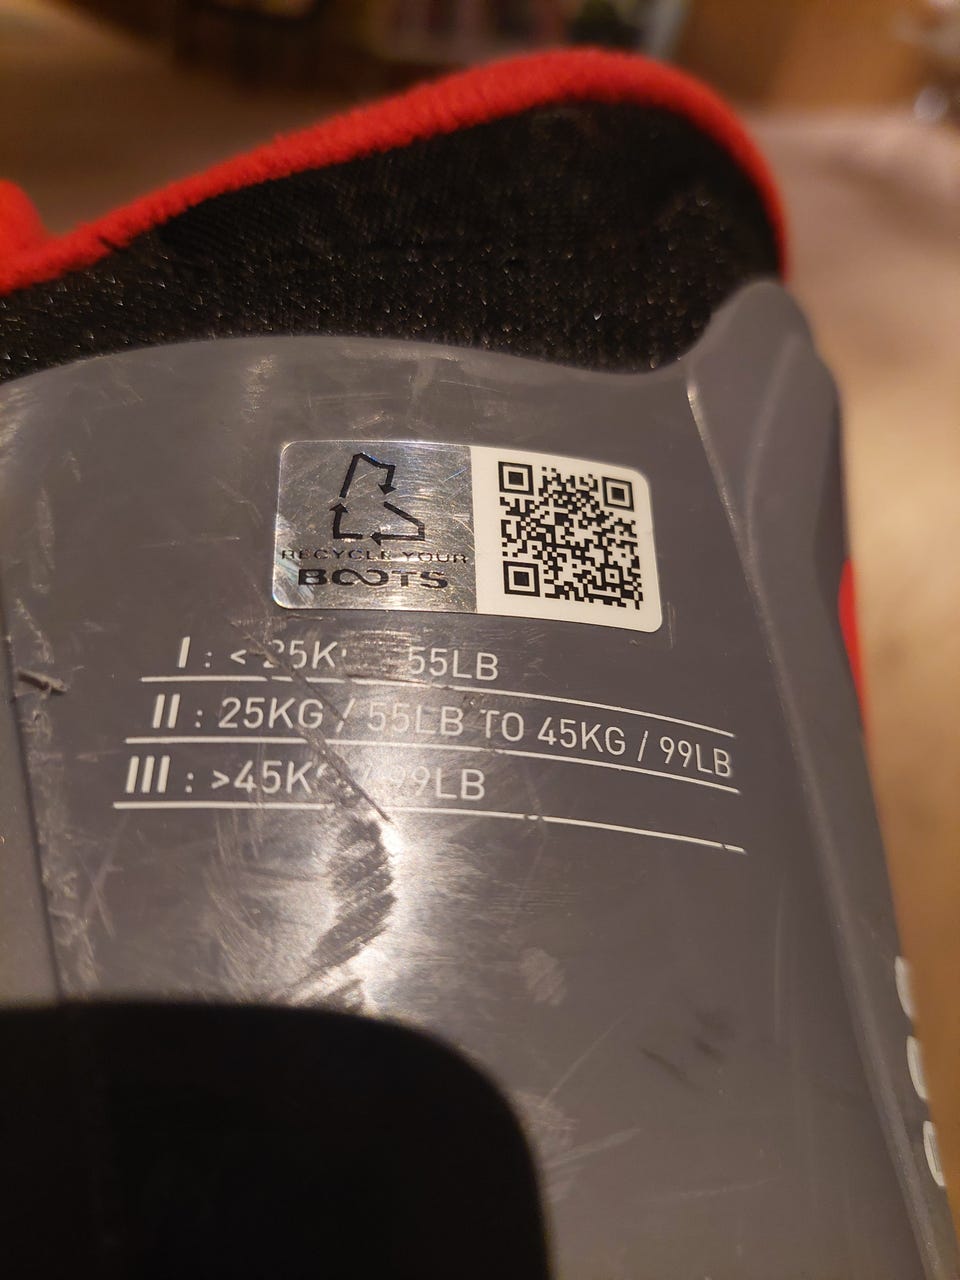 RECYCLE YOUR
BOOTS
I : < 25K 55LB
II : 25KG / 55LB TO 45KG / 99LB
III : >45K / 99LB